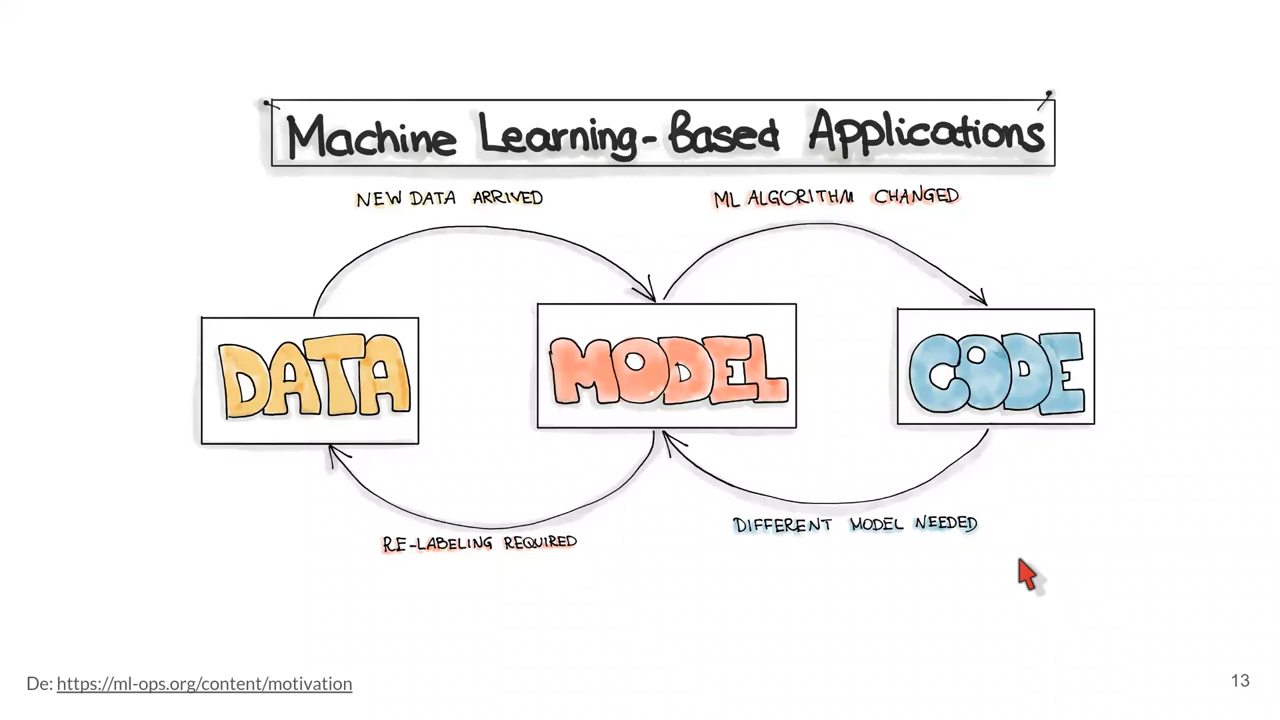 Machine Learning-Based Applications
NEW DATA ARRIVED
ML ALGORITHM CHANGED
DATA
MODEL
CODE
RE-LABELING REQUIRED
DIFFERENT MODEL NEEDED
De: https://ml-ops.org/content/motivation
13